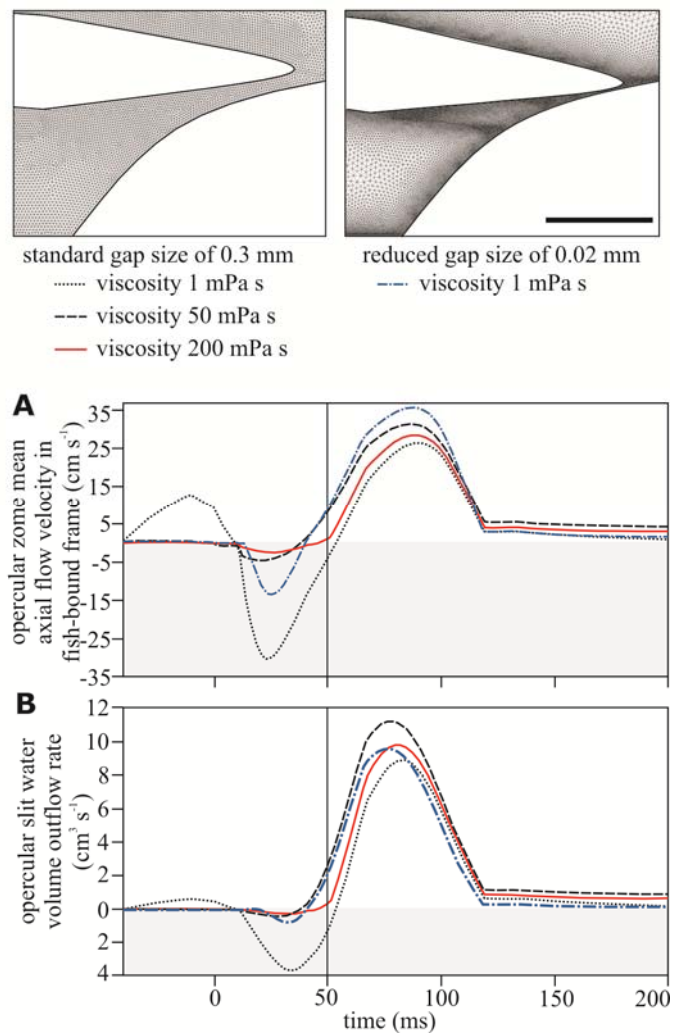 standard gap size of 0.3 mm
viscosity 1 mPa s
viscosity 50 mPa s
viscosity 200 mPa s
reduced gap size of 0.02 mm
viscosity 1 mPa s
A
opercular zome mean
axial flow velocity in
fish-bound frame (cm s⁻¹)
35
25
15
5
-5
-15
-25
-35
B
opercular slit water
volume outflow rate
(cm³ s⁻¹)
12
10
8
6
4
2
0
2
4
0
50
100
150
200
time (ms)